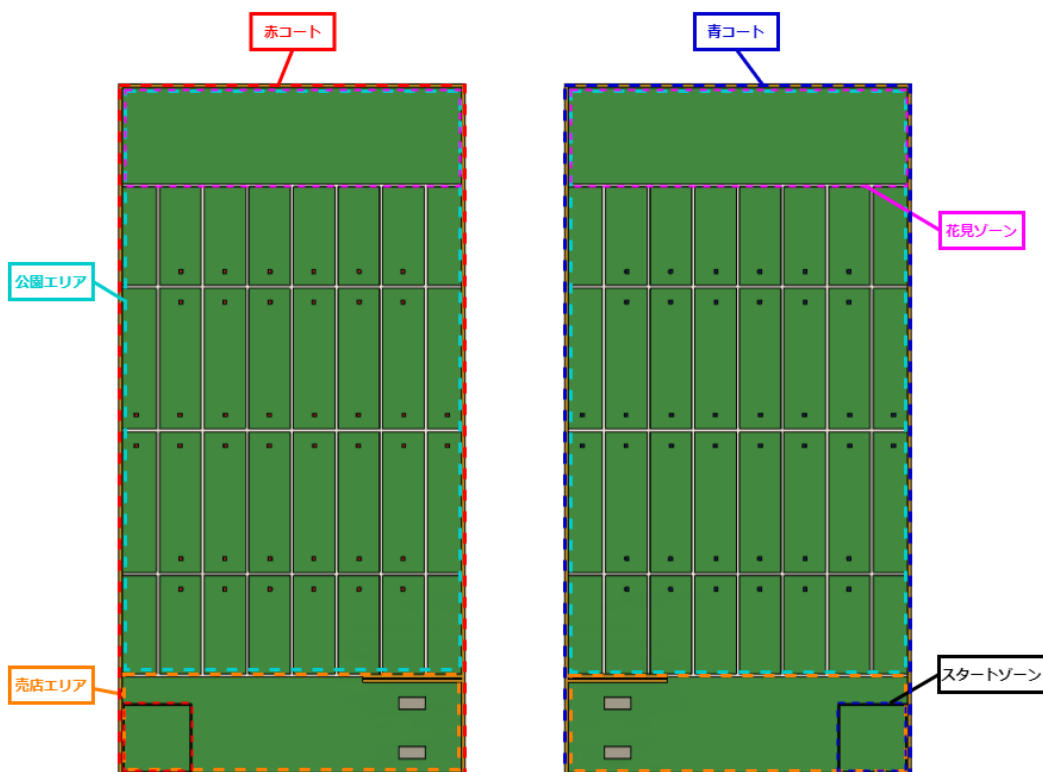 赤コート
青コート
花見ゾーン
公園エリア
売店エリア
スタートゾーン